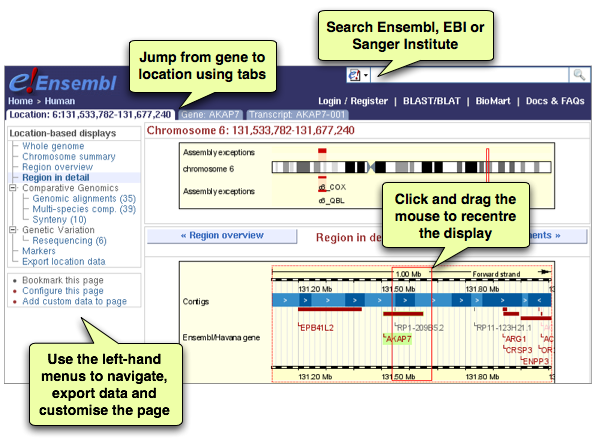 Search Ensembl, EBI or
Sanger Institute
Jump from gene to
location using tabs
e!Ensembl
e!
Home > Human
Login / Register | BLAST/BLAT | BioMart | Docs & FAQs
Location: 6:131,533,782-131,677,240
Gene: AKAP7
Transcript: AKAP7-001
Location-based displays
Whole genome
Chromosome summary
Region overview
Region in detail
Comparative Genomics
Genomic alignments (35)
Multi-species comp. (39)
Synteny (10)
Genetic Variation
Resequencing (6)
Markers
Export location data
Bookmark this page
Configure this page
Add custom data to page
Use the left-hand
menus to navigate,
export data and
customise the page
Chromosome 6: 131,533,782-131,677,240
Assembly exceptions
chromosome 6
Assembly exceptions
c6_COX
c6_QBL
Click and drag the
mouse to recentre
the display
« Region overview
Region in de
ments »
1.00 Mb
Forward strand
131.20 Mb
131.50 Mb
131.80 Mb
13
Contigs
Ensembl/Havana gene
EPB41L2
RP1-209B5.2
RP11-123H21.1
AKAP7
ARG1
AC
CRSP3
OR
ENPP3
131.20 Mb
131.50 Mb
131.80 Mb
13